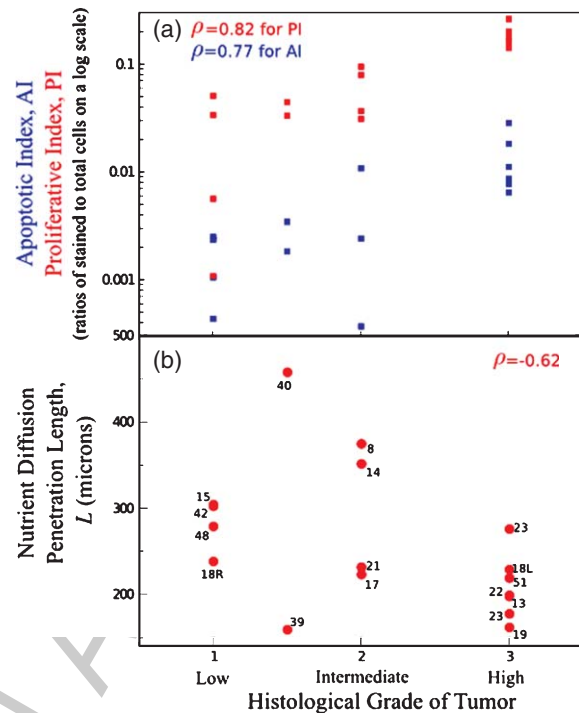 (a)
ρ=0.82 for PI
ρ=0.77 for AI
Apoptotic Index, AI
Proliferative Index, PI
(ratios of stained to total cells on a log scale)
0.1
0.01
0.001
500
(b)
ρ=-0.62
Nutrient Diffusion
Penetration Length,
L (microns)
400
300
200
40
8
14
15
42
48
18R
21
17
39
23
18L
51
22
13
23
19
1
2
3
Low
Intermediate
High
Histological Grade of Tumor